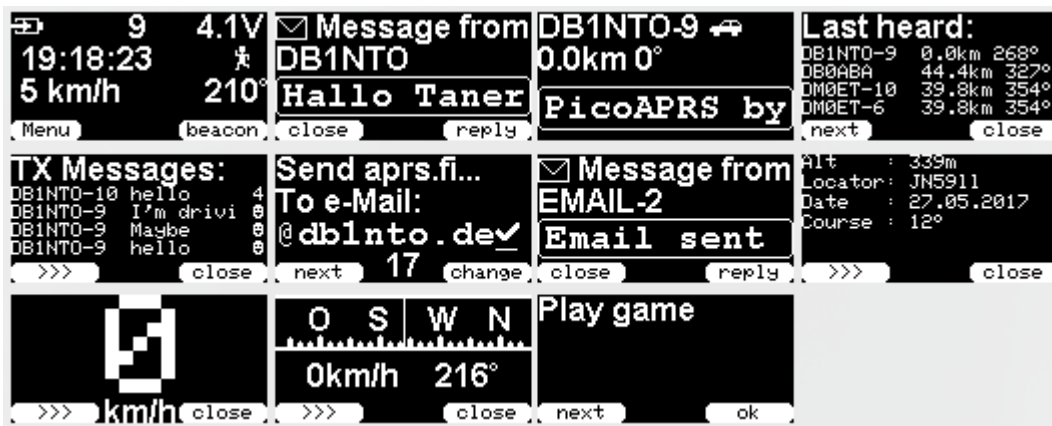 9 4.1V
19:18:23
5 km/h 210°
Menu beacon
Message from
DB1NTO
Hallo Taner
close reply
DB1NTO-9
0.0km 0°
PicoAPRS by
Last heard:
DB1NTO-9 0.0km 268°
DB0ABA 44.4km 327°
DM0ET-10 39.8km 354°
DM0ET-6 39.8km 354°
next close
TX Messages:
DB1NTO-10 hello 4
DB1NTO-9 I'm drivi
DB1NTO-9 Maybe
DB1NTO-9 hello
>>> close
Send aprs.fi...
To e-Mail:
@db1nto.de
next 17 change
Message from
EMAIL-2
Email sent
close reply
Alt : 339m
Locator: JN5911
Date : 27.05.2017
Course : 12°
>>> close
0
>>> km/h close
O S W N
0km/h 216°
>>> close
Play game
next ok